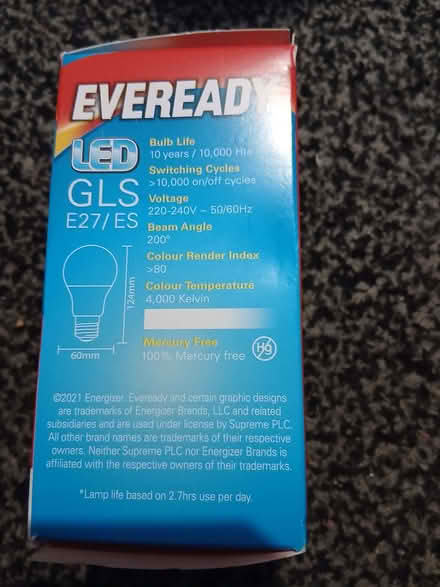 EVEREADY
LED
GLS
E27/ES
Bulb Life
10 years / 10,000 Hrs
Switching Cycles
>10,000 on/off cycles
Voltage
220-240V ~ 50/60Hz
Beam Angle
200°
Colour Render Index
>80
Colour Temperature
4,000 Kelvin
Mercury Free
100% Mercury free
Hg
124mm
60mm
©2021 Energizer. Eveready and certain graphic designs
are trademarks of Energizer Brands, LLC and related
subsidiaries and are used under license by Supreme PLC.
All other brand names are trademarks of their respective
owners. Neither Supreme PLC nor Energizer Brands is
affiliated with the respective owners of their trademarks.
*Lamp life based on 2.7hrs use per day.